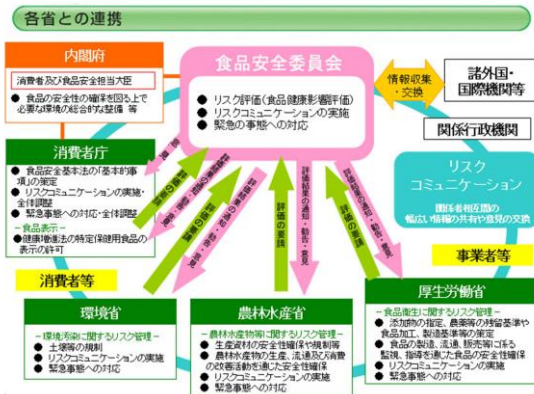 各省との連携
内閣府
消費者及び食品安全担当大臣
● 食品の安全性の確保を図る上で
必要な環境の総合的な整備 等
食品安全委員会
● リスク評価(食品健康影響評価)
● リスクコミュニケーションの実施
● 緊急の事態への対応
情報収集
・交換
諸外国・
国際機関等
関係行政機関
消費者庁
● 食品安全基本法の「基本的事
項」の策定
● リスクコミュニケーションの実施・
全体調整
● 緊急事態への対応・全体調整
-食品表示-
● 健康増進法の特定保健用食品の
表示の許可
リスク
コミュニケーション
関係者相互間の
幅広い情報の共有や意見の交換
消費者等
事業者等
評価の要請
評価結果の通知・勧告・意見
評価の要請
評価結果の通知・勧告・意見
評価の要請
評価結果の通知・勧告・意見
評価の要請
環境省
-環境汚染に関するリスク管理-
● 土壌等の規制
● リスクコミュニケーションの実施
● 緊急事態への対応
農林水産省
-農林水産物等に関するリスク管理-
● 生産資材の安全性確保や規制等
● 農林水産物の生産、流通及び消費
の改善活動を通じた安全性確保
● リスクコミュニケーションの実施
● 緊急事態への対応
厚生労働省
-食品衛生に関するリスク管理-
● 添加物の指定、農薬等の残留基準や
食品加工、製造基準等の策定
● 食品の製造、流通、販売等に係る
監視、指導を通じた食品の安全性確保
● リスクコミュニケーションの実施
● 緊急事態への対応